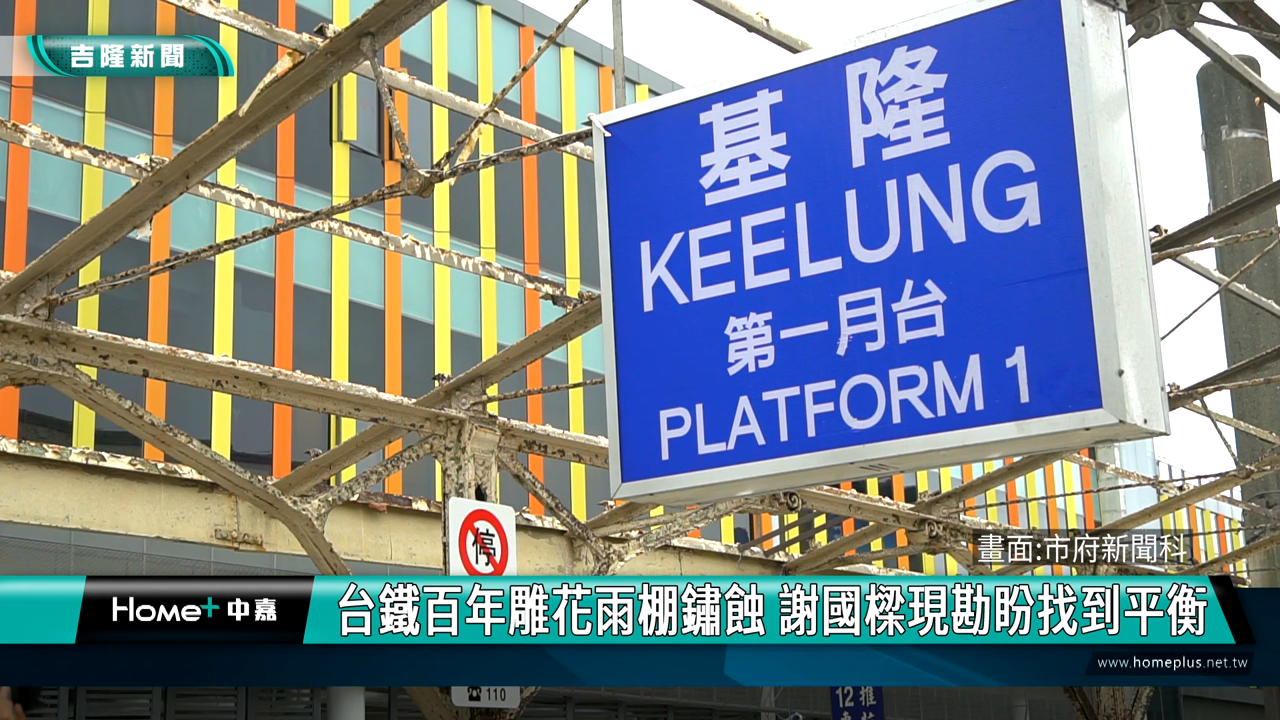 吉隆新聞
基隆
KEELUNG
第一月台
PLATFORM 1
停
畫面:市府新聞科
Home+中嘉
台鐵百年雕花雨棚鏽蝕 謝國樑現勘盼找到平衡
www.homeplus.net.tw
110
12